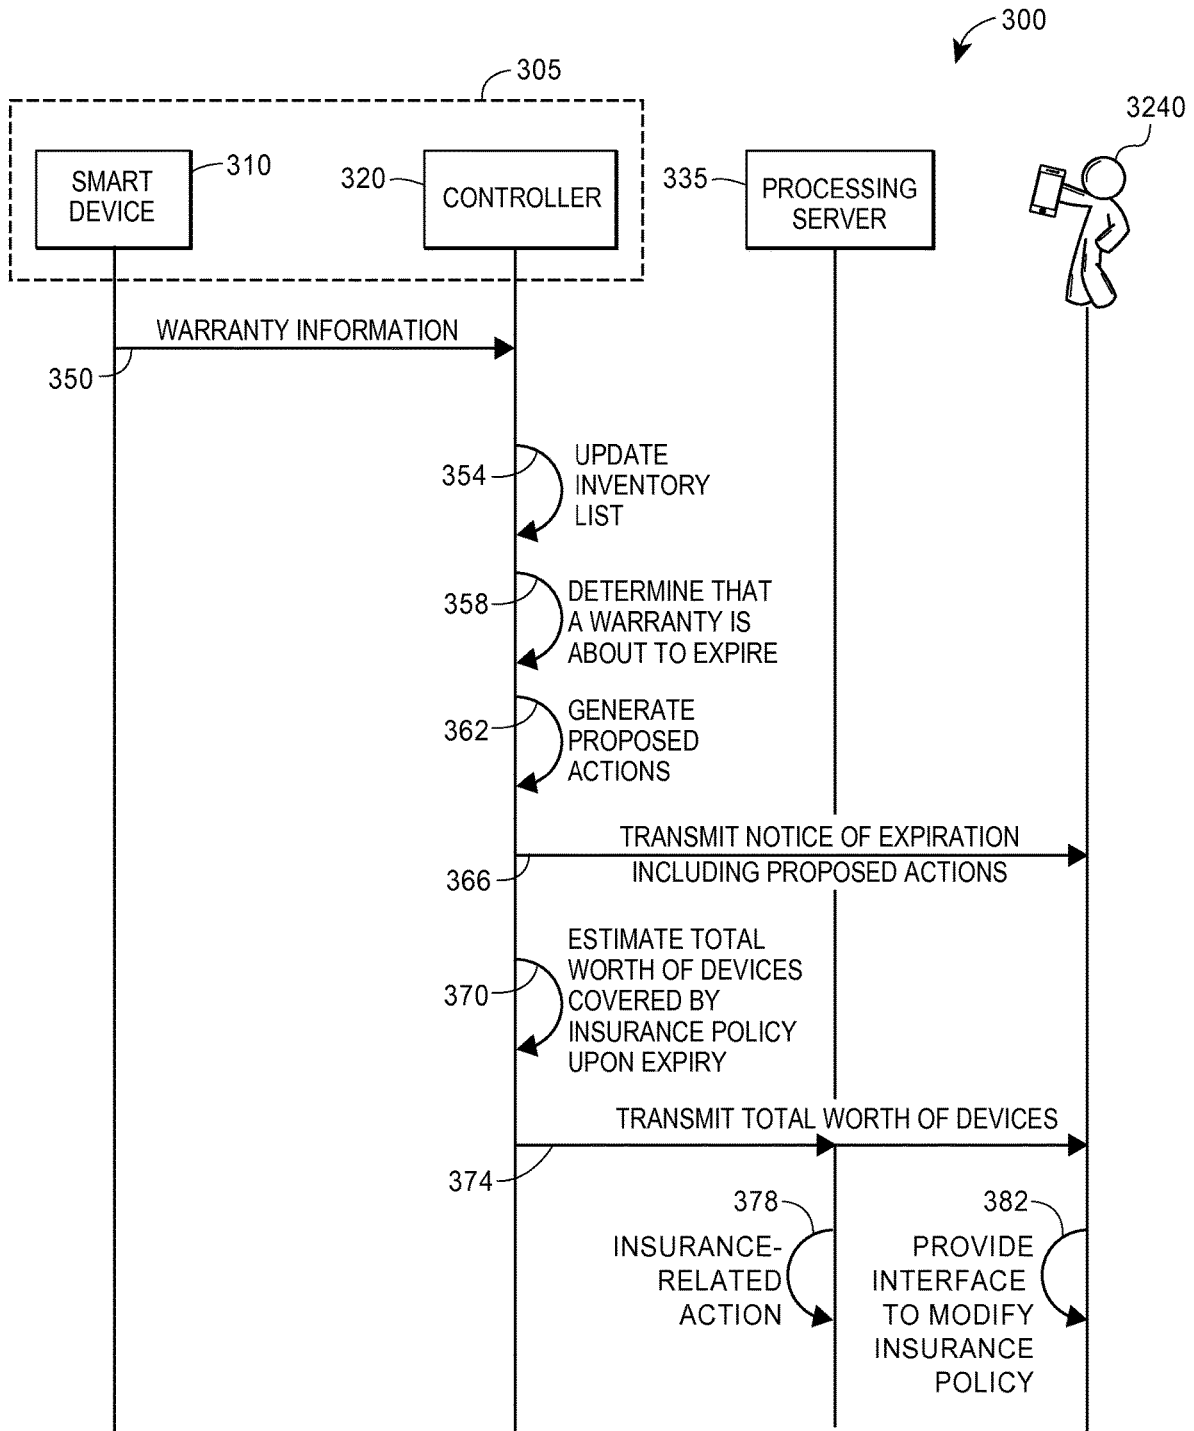 300
305
3240
SMART
DEVICE
310
320
CONTROLLER
335
PROCESSING
SERVER
WARRANTY INFORMATION
350
354
UPDATE
INVENTORY
LIST
358
DETERMINE THAT
A WARRANTY IS
ABOUT TO EXPIRE
362
GENERATE
PROPOSED
ACTIONS
TRANSMIT NOTICE OF EXPIRATION
366
INCLUDING PROPOSED ACTIONS
370
ESTIMATE TOTAL
WORTH OF DEVICES
COVERED BY
INSURANCE POLICY
UPON EXPIRY
TRANSMIT TOTAL WORTH OF DEVICES
374
378
INSURANCE-
RELATED
ACTION
382
PROVIDE
INTERFACE
TO MODIFY
INSURANCE
POLICY